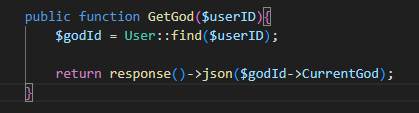 public function GetGod($userID){
$godId = User::find($userID);
return response()->json($godId->CurrentGod);
}